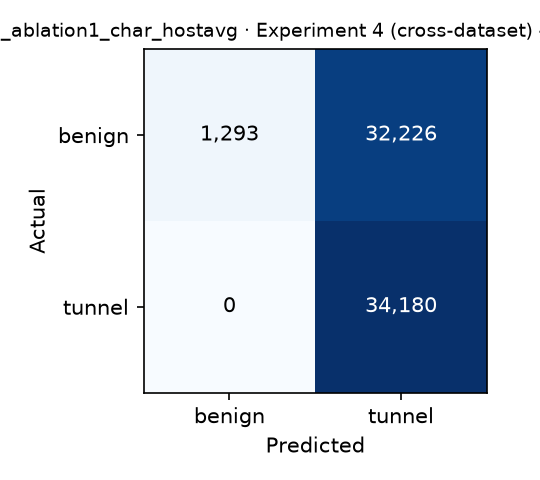 _ablation1_char_hostavg · Experiment 4 (cross-dataset)
benign 1,293 32,226
Actual
tunnel 0 34,180
benign tunnel
Predicted